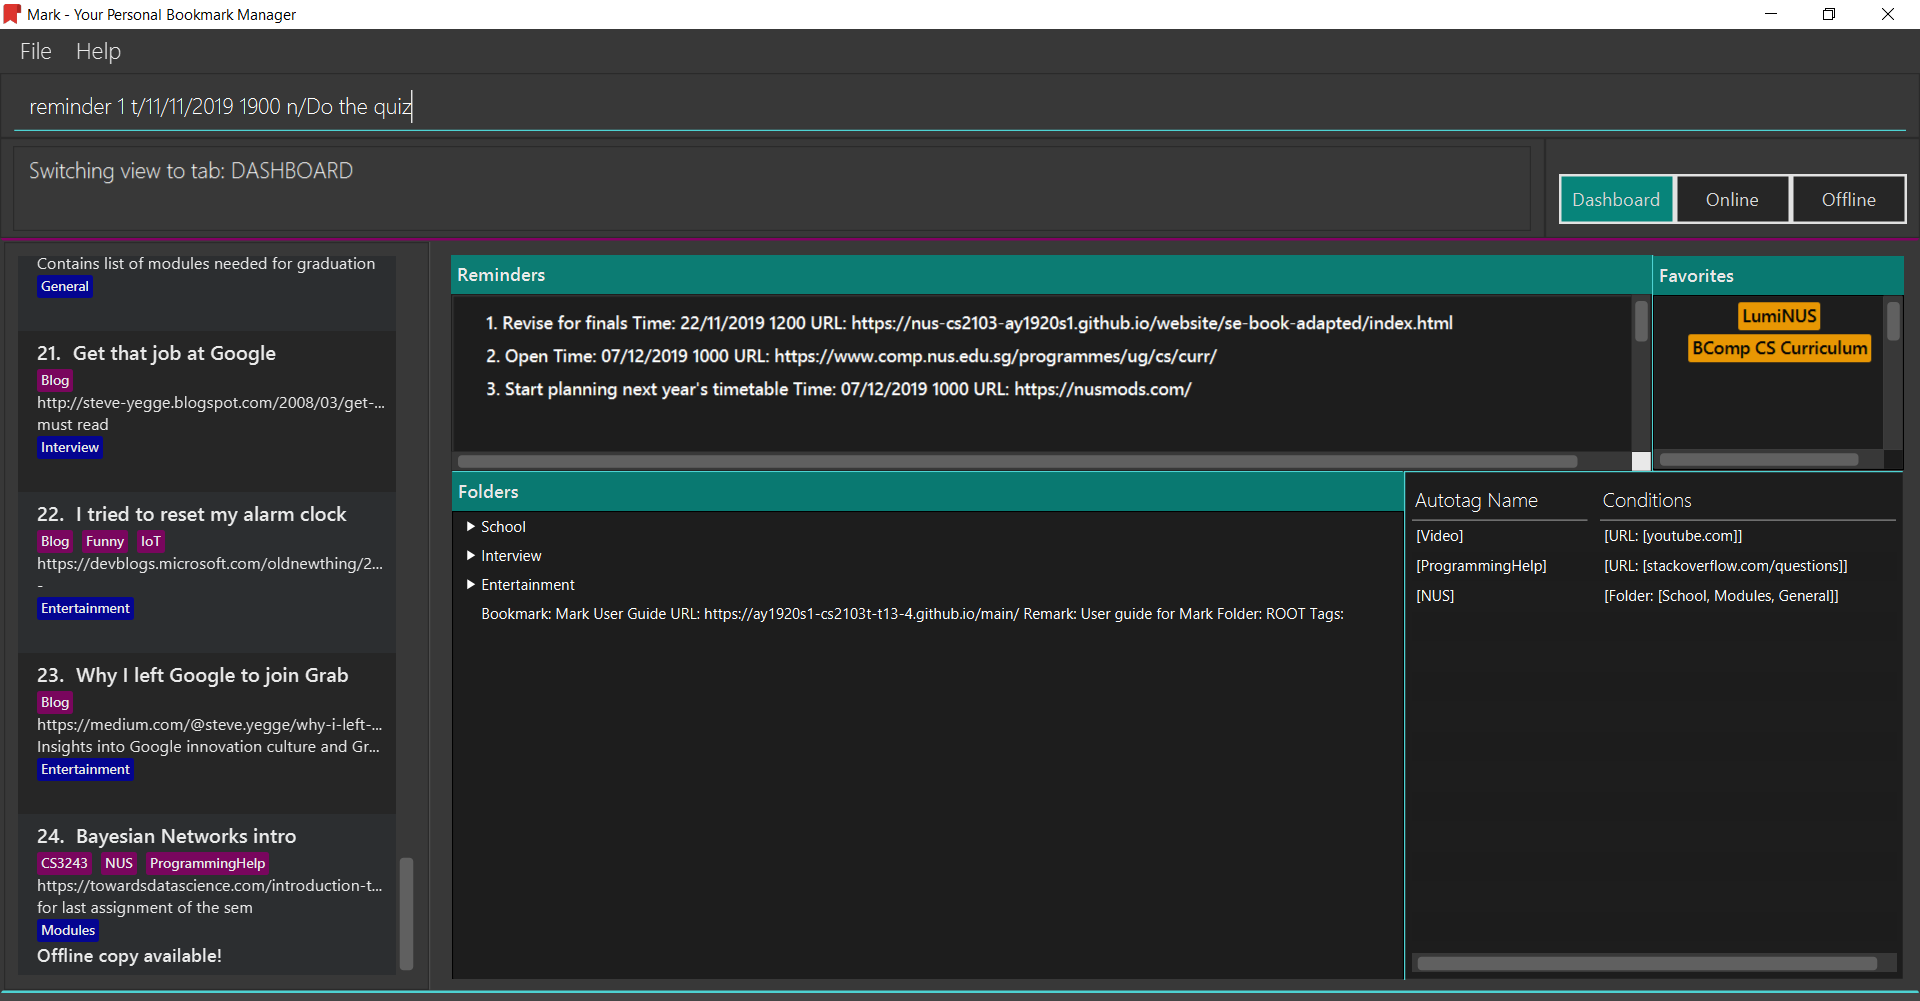 Mark - Your Personal Bookmark Manager
File Help
reminder 1 t/11/11/2019 1900 n/Do the quiz
Switching view to tab: DASHBOARD
Dashboard Online Offline
Contains list of modules needed for graduation
General
21. Get that job at Google
Blog
http://steve-yegge.blogspot.com/2008/03/get-...
must read
Interview
22. I tried to reset my alarm clock
Blog Funny IoT
https://devblogs.microsoft.com/oldnewthing/2...
-
Entertainment
23. Why I left Google to join Grab
Blog
https://medium.com/@steve.yegge/why-i-left-...
Insights into Google innovation culture and Gr...
Entertainment
24. Bayesian Networks intro
CS3243 NUS ProgrammingHelp
https://towardsdatascience.com/introduction-t...
for last assignment of the sem
Modules
Offline copy available!
Reminders
1. Revise for finals Time: 22/11/2019 1200 URL: https://nus-cs2103-ay1920s1.github.io/website/se-book-adapted/index.html
2. Open Time: 07/12/2019 1000 URL: https://www.comp.nus.edu.sg/programmes/ug/cs/curr/
3. Start planning next year's timetable Time: 07/12/2019 1000 URL: https://nusmods.com/
Favorites
LumiNUS
BComp CS Curriculum
Folders
School
Interview
Entertainment
Bookmark: Mark User Guide URL: https://ay1920s1-cs2103t-t13-4.github.io/main/ Remark: User guide for Mark Folder: ROOT Tags:
Autotag Name Conditions
[Video] [URL: [youtube.com]]
[ProgrammingHelp] [URL: [stackoverflow.com/questions]]
[NUS] [Folder: [School, Modules, General]]